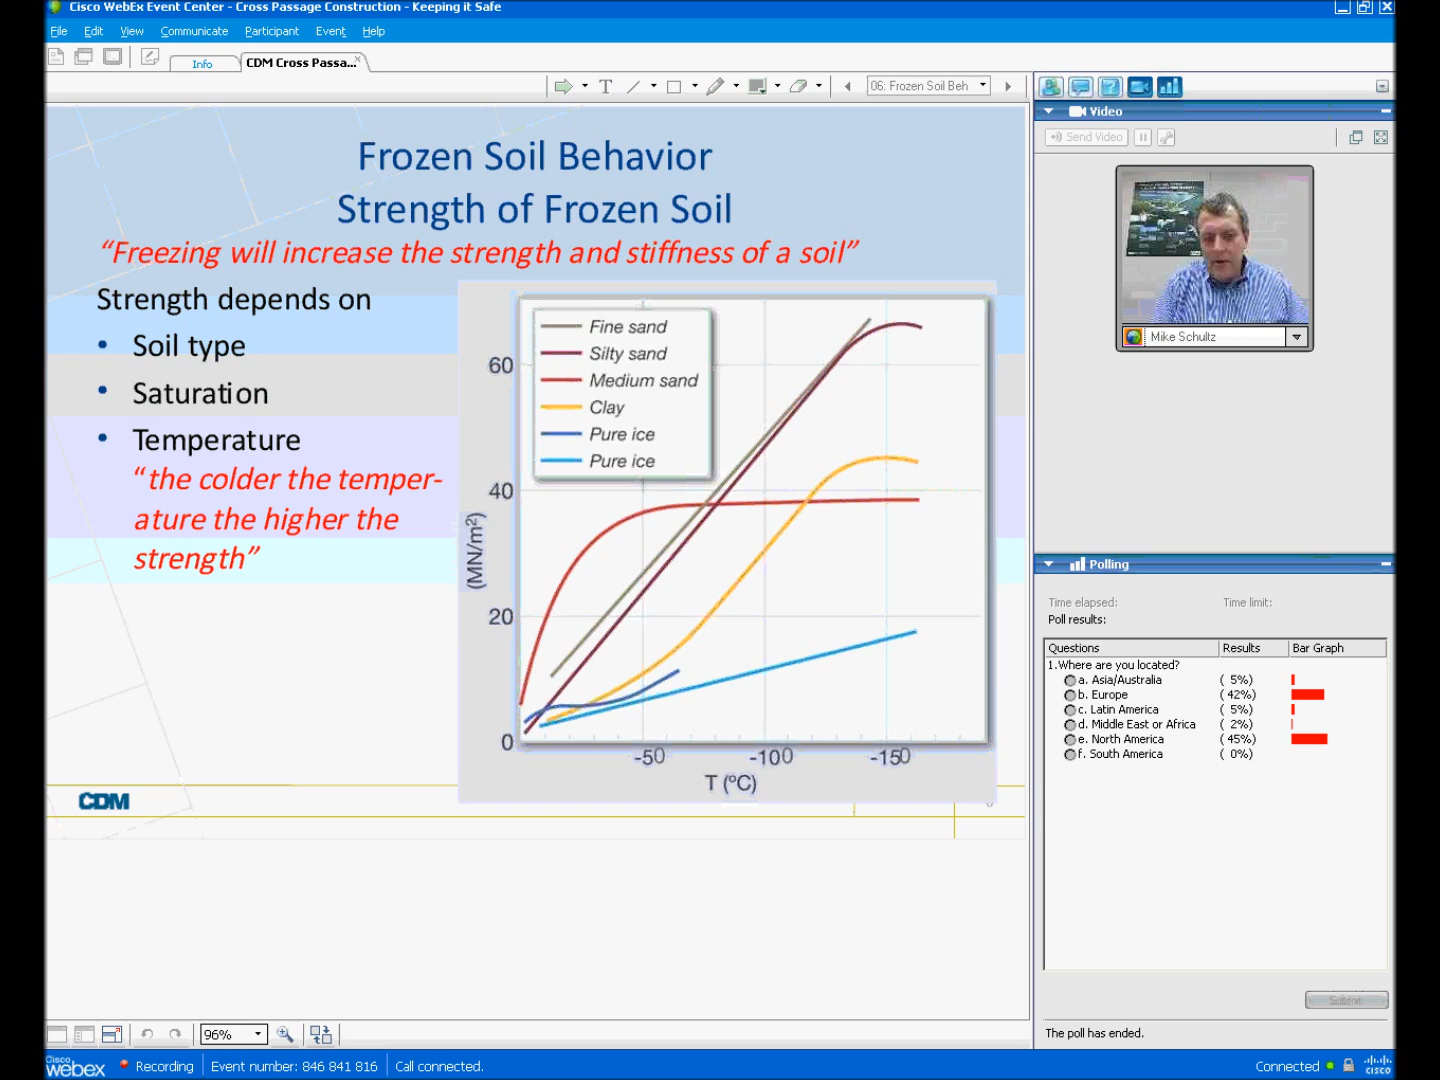 Cisco WebEx Event Center - Cross Passage Construction - Keeping it Safe
File Edit View Communicate Participant Event Help
Info CDM Cross Passa...
T 06: Frozen Soil Beh
Frozen Soil Behavior
Strength of Frozen Soil
“Freezing will increase the strength and stiffness of a soil”
Strength depends on
• Soil type
• Saturation
• Temperature
“the colder the temper-
ature the higher the
strength”
Fine sand
Silty sand
Medium sand
Clay
Pure ice
Pure ice
60
40
20
0
(MN/m²)
-50 -100 -150
T (°C)
CDM
Video
Send Video
Mike Schultz
Polling
Time elapsed: Time limit:
Poll results:
Questions Results Bar Graph
1.Where are you located?
a. Asia/Australia ( 5%)
b. Europe ( 42%)
c. Latin America ( 5%)
d. Middle East or Africa ( 2%)
e. North America ( 45%)
f. South America ( 0%)
Submit
The poll has ended.
96%
Cisco webex Recording Event number: 846 841 816 Call connected. Connected cisco